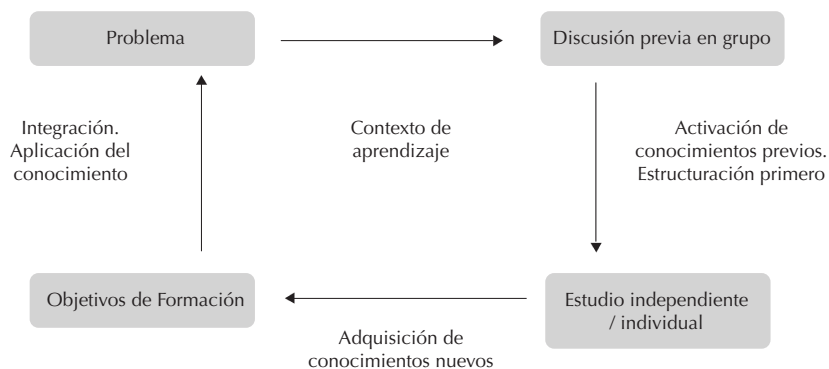 Problema
Discusión previa en grupo
Integración.
Aplicación del
conocimiento
Contexto de
aprendizaje
Activación de
conocimientos previos.
Estructuración primero
Objetivos de Formación
Estudio independiente
/ individual
Adquisición de
conocimientos nuevos